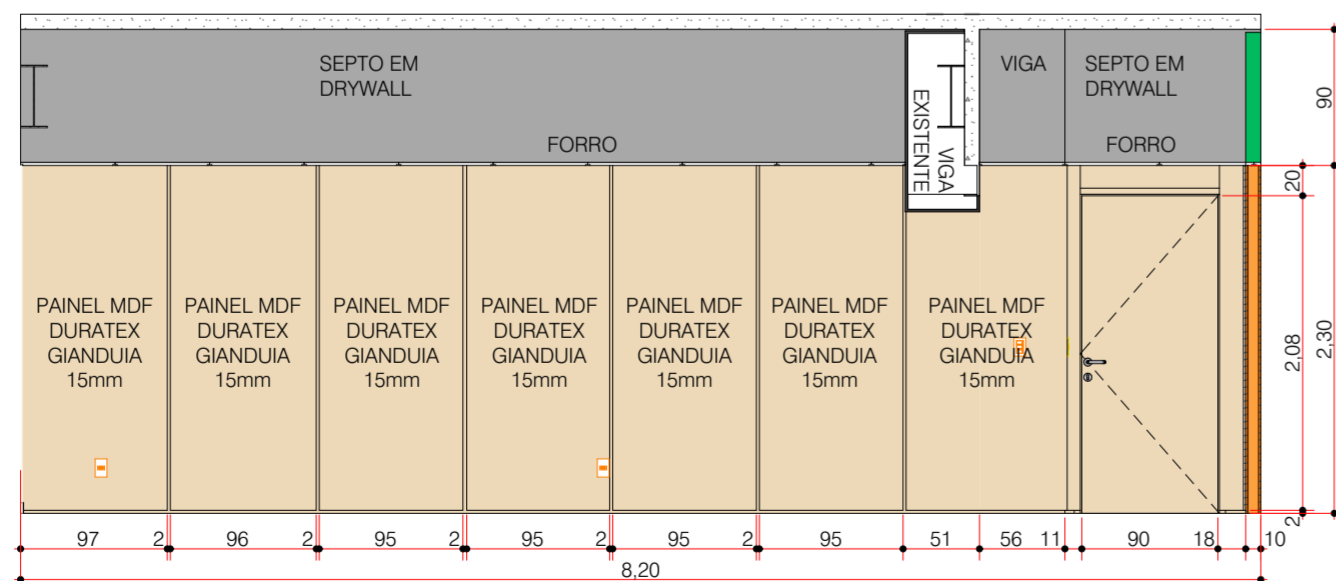 SEPTO EM
DRYWALL
FORRO
VIGA
EXISTENTE
VIGA
SEPTO EM
DRYWALL
FORRO
90
20
2,08
2,30
2
PAINEL MDF
DURATEX
GIANDUIA
15mm
PAINEL MDF
DURATEX
GIANDUIA
15mm
PAINEL MDF
DURATEX
GIANDUIA
15mm
PAINEL MDF
DURATEX
GIANDUIA
15mm
PAINEL MDF
DURATEX
GIANDUIA
15mm
PAINEL MDF
DURATEX
GIANDUIA
15mm
PAINEL MDF
DURATEX
GIANDUIA
15mm
97 2 96 2 95 2 95 2 95 2 95 51 56 11 90 18 10
8,20